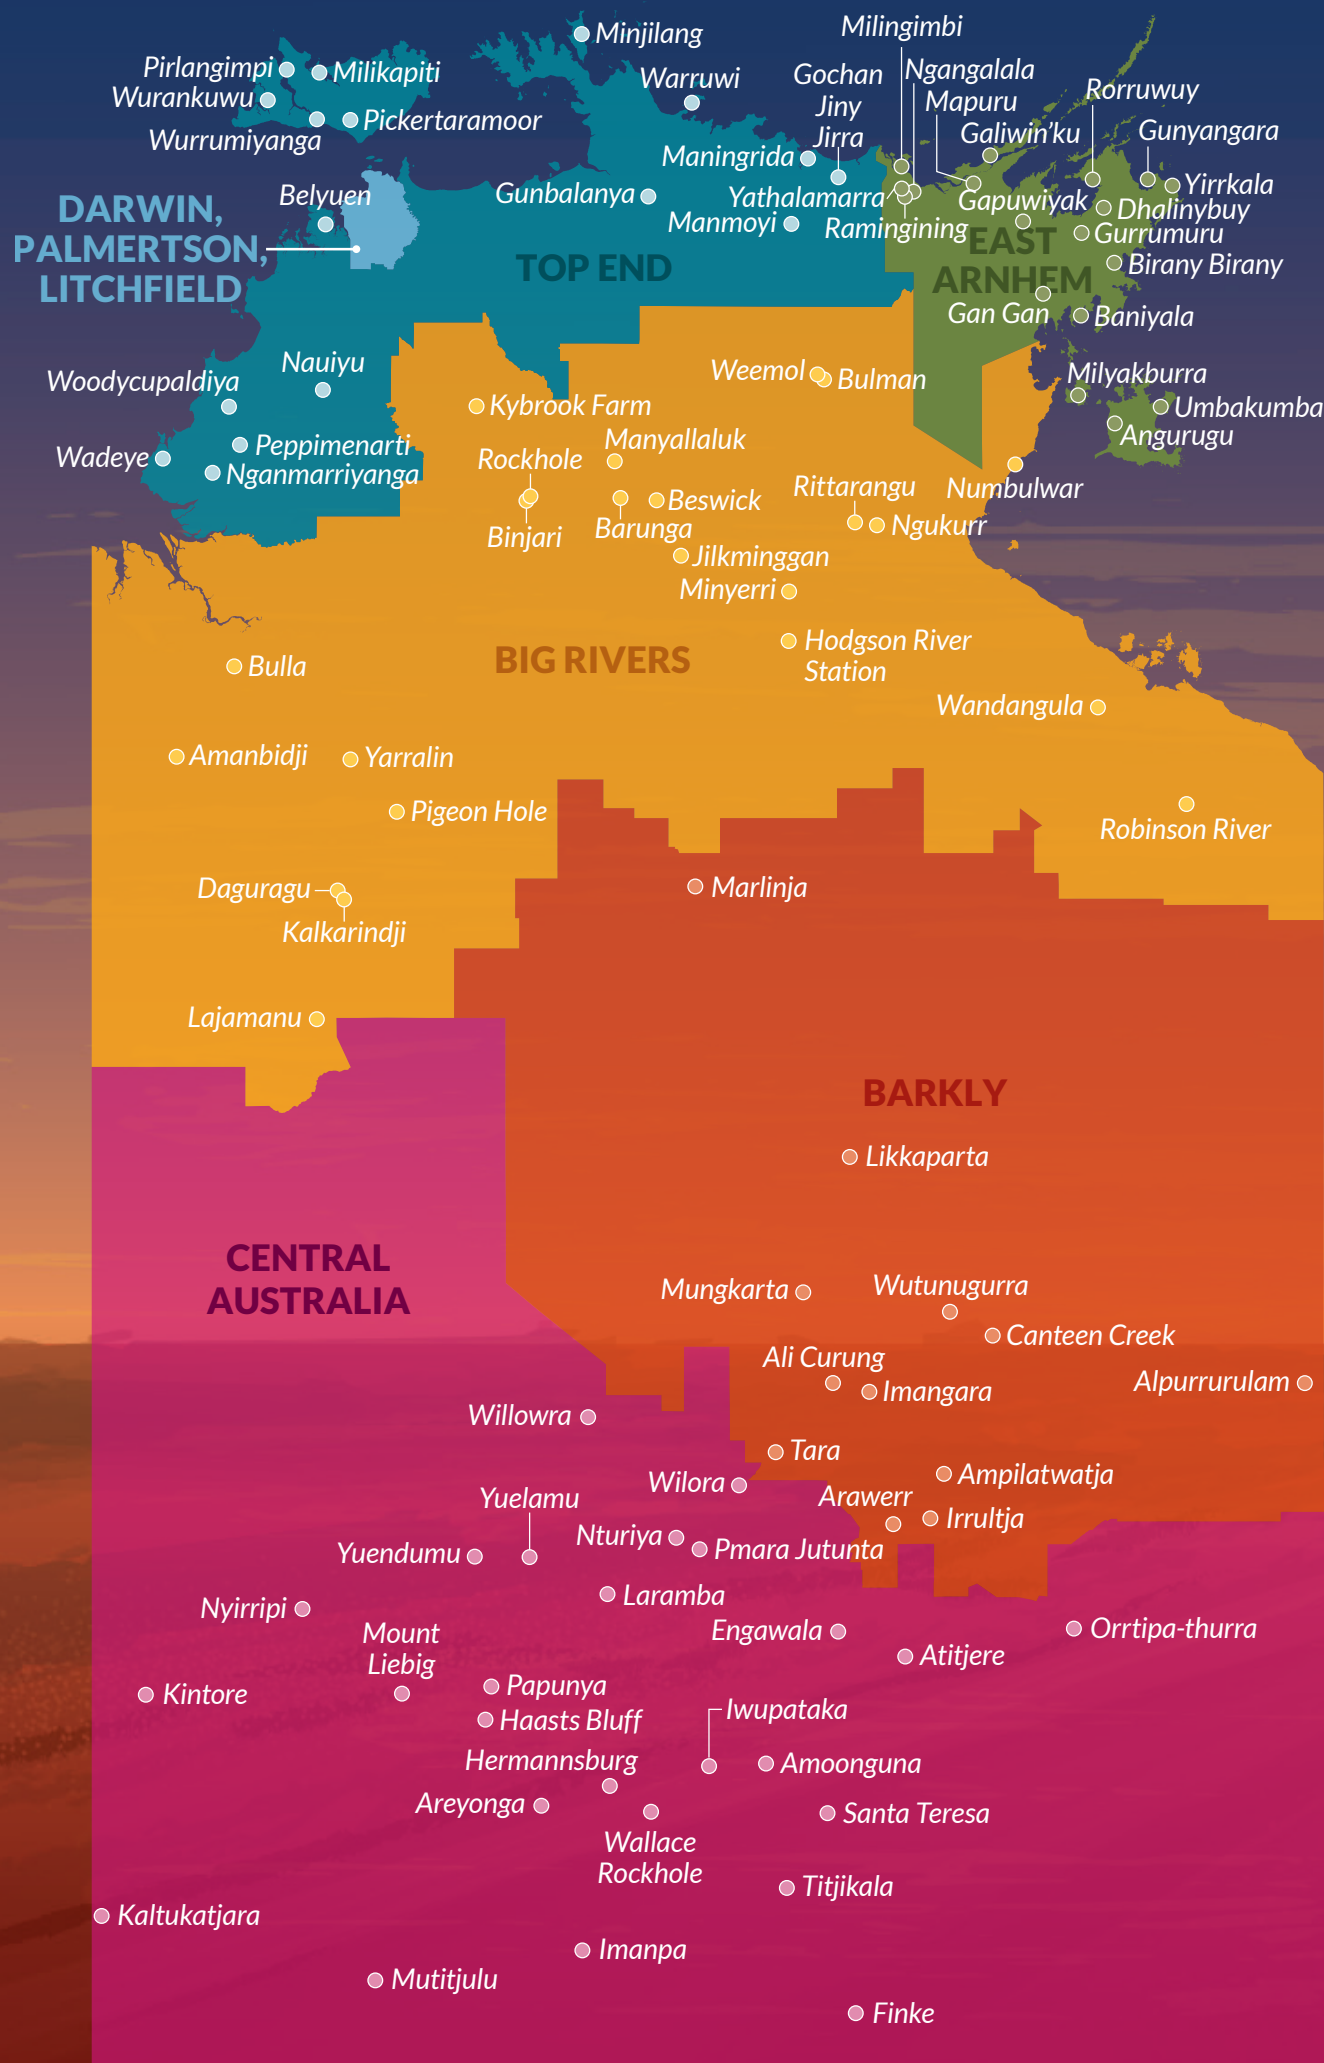 Minjilang
Milingimbi
Pirlangimpi
Milikapiti
Warruwi
Gochan
Jiny
Jirra
Ngangalala
Wurankuwu
Mapuru
Rorruwuy
Pickertaramoor
Wurrumiyanga
Galiwin’ku
Gunyangara
Maningrida
Belyuen
Gunbalanya
Yathalamarra
Gapuwiyak
Yirrkala
DARWIN,
PALMERTSON,
LITCHFIELD
Manmoyi
Ramingining
Dhalinybuy
Gurrumuru
TOP END
EAST
ARNHEM
Birany Birany
Gan Gan
Baniyala
Nauiyu
Woodycupaldiya
Weemol
Bulman
Milyakburra
Kybrook Farm
Umbakumba
Angurugu
Manyallaluk
Peppimenarti
Wadeye
Rockhole
Nganmarriyanga
Rittarangu
Numbulwar
Beswick
Binjari
Barunga
Ngukurr
Jilkminggan
Minyerri
Hodgson River
Station
BIG RIVERS
Bulla
Wandangula
Amanbidji
Yarralin
Pigeon Hole
Robinson River
Daguragu
Marlinja
Kalkarindji
Lajamanu
BARKLY
Likkaparta
CENTRAL
AUSTRALIA
Mungkarta
Wutunugurra
Canteen Creek
Ali Curung
Imangara
Alpurrurulam
Willowra
Tara
Wilora
Ampilatwatja
Yuelamu
Arawerr
Irrultja
Nturiya
Pmara Jutunta
Yuendumu
Laramba
Nyirripi
Engawala
Orrtipa-thurra
Mount
Liebig
Atitjere
Kintore
Papunya
Haasts Bluff
Iwupataka
Hermannsburg
Amoonguna
Areyonga
Santa Teresa
Wallace
Rockhole
Titjikala
Kaltukatjara
Imanpa
Mutitjulu
Finke